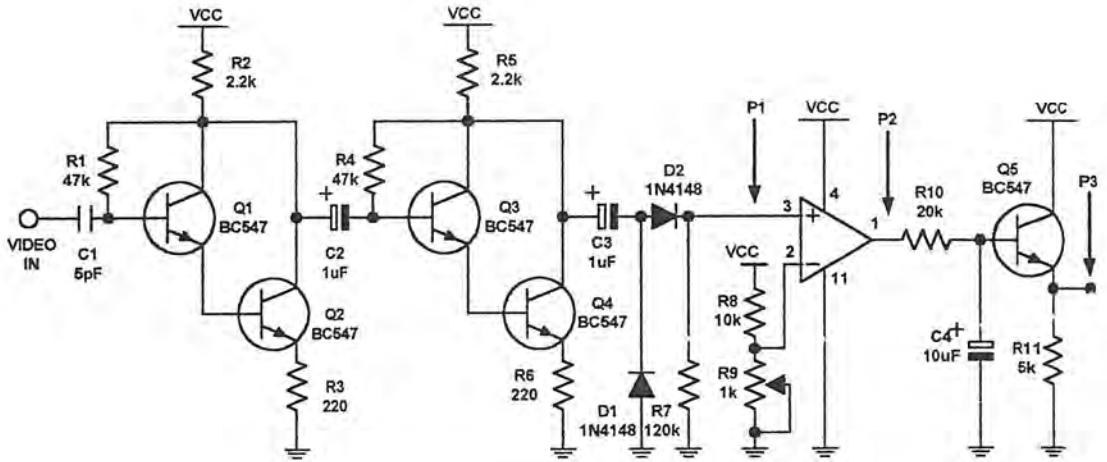 VCC
R2
2.2k
R1
47k
VIDEO
IN
C1
5pF
Q1
BC547
Q2
BC547
R3
220
+
C2
1uF
VCC
R5
2.2k
R4
47k
Q3
BC547
Q4
BC547
R6
220
+
C3
1uF
D2
1N4148
D1
1N4148
R7
120k
P1
VCC
3
+
4
2
−
1
11
VCC
R8
10k
R9
1k
P2
R10
20k
C4
+
10uF
VCC
Q5
BC547
P3
R11
5k